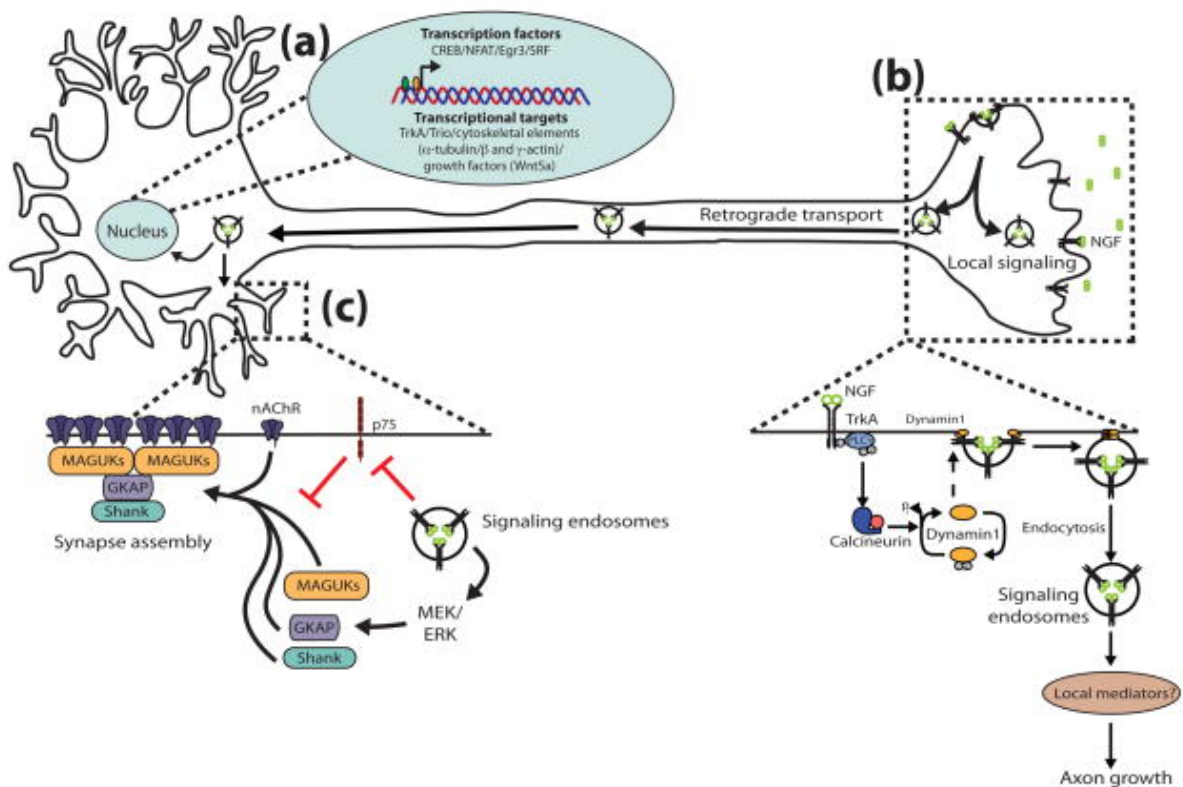 (a)
Transcription factors
CREB/NFAT/Egr3/SRF
Transcriptional targets
TrkA/Trio/cytoskeletal elements
(α-tubulin/β and γ-actin)/
growth factors (Wnt5a)
Nucleus
Retrograde transport
(b)
NGF
Local signaling
(c)
nAChR
p75
MAGUKs
MAGUKs
GKAP
Shank
Synapse assembly
Signaling endosomes
MAGUKs
GKAP
Shank
MEK/
ERK
NGF
TrkA
PLC
Dynamin1
Calcineurin
Pi
Dynamin1
Endocytosis
Signaling
endosomes
Local mediators?
Axon growth